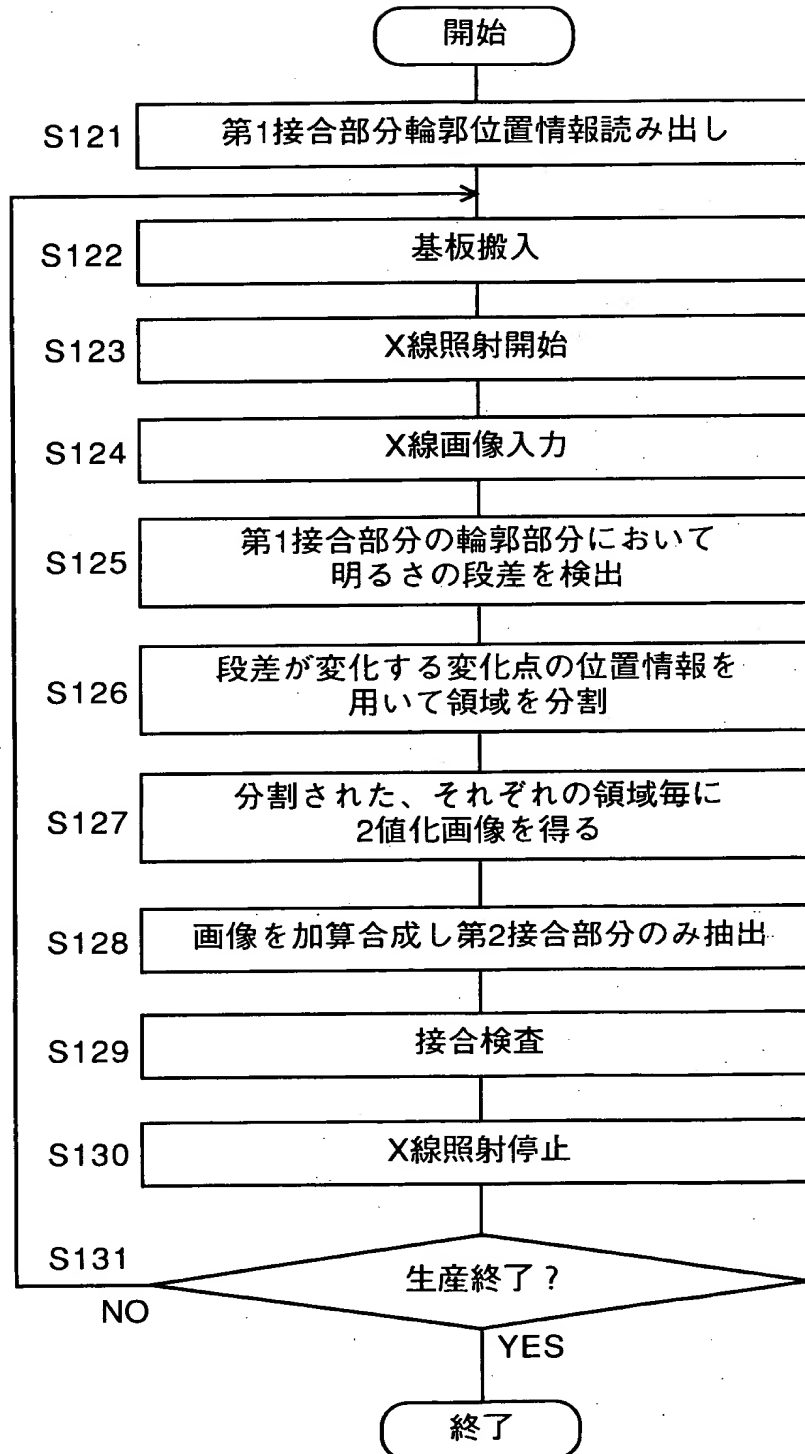 開始
S121
第1接合部分輪郭位置情報読み出し
S122
基板搬入
S123
X線照射開始
S124
X線画像入力
S125
第1接合部分の輪郭部分において
明るさの段差を検出
S126
段差が変化する変化点の位置情報を
用いて領域を分割
S127
分割された、それぞれの領域毎に
2値化画像を得る
S128
画像を加算合成し第2接合部分のみ抽出
S129
接合検査
S130
X線照射停止
S131
生産終了?
NO
YES
終了